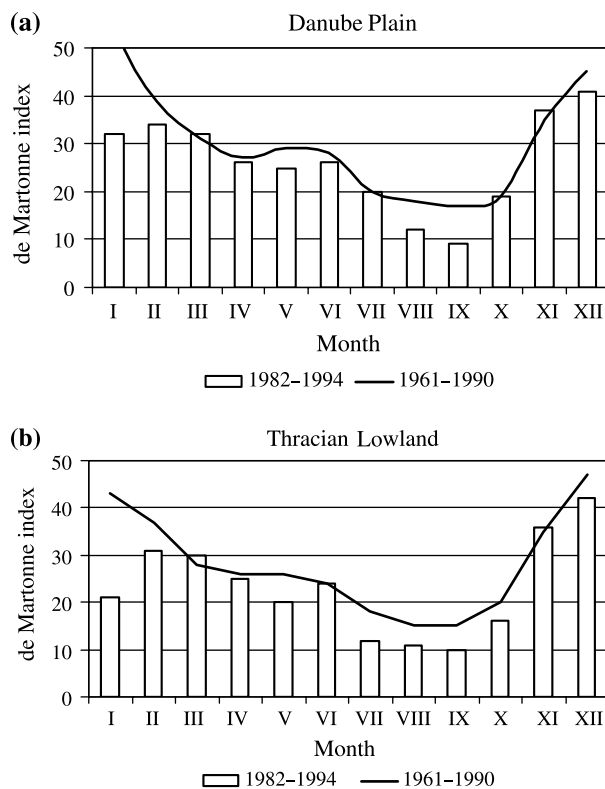 (a)
Danube Plain
de Martonne index
50
40
30
20
10
0
I II III IV V VI VII VIII IX X XI XII
Month
1982–1994 1961–1990
(b)
Thracian Lowland
de Martonne index
50
40
30
20
10
0
I II III IV V VI VII VIII IX X XI XII
Month
1982–1994 1961–1990